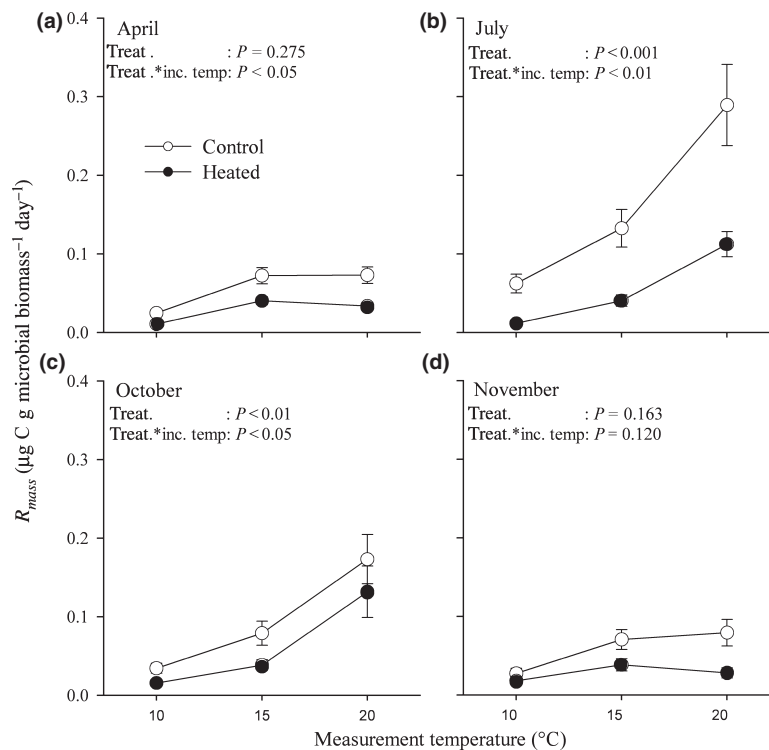 (a) April
Treat. : P = 0.275
Treat.*inc. temp: P < 0.05
Control
Heated
0.4
0.3
0.2
0.1
0.0
(b) July
Treat. : P < 0.001
Treat.*inc. temp: P < 0.01
(c) October
Treat. : P < 0.01
Treat.*inc. temp: P < 0.05
0.4
0.3
0.2
0.1
0.0
10 15 20
(d) November
Treat. : P = 0.163
Treat.*inc. temp: P = 0.120
10 15 20
R_mass (µg C g microbial biomass⁻¹ day⁻¹)
Measurement temperature (°C)